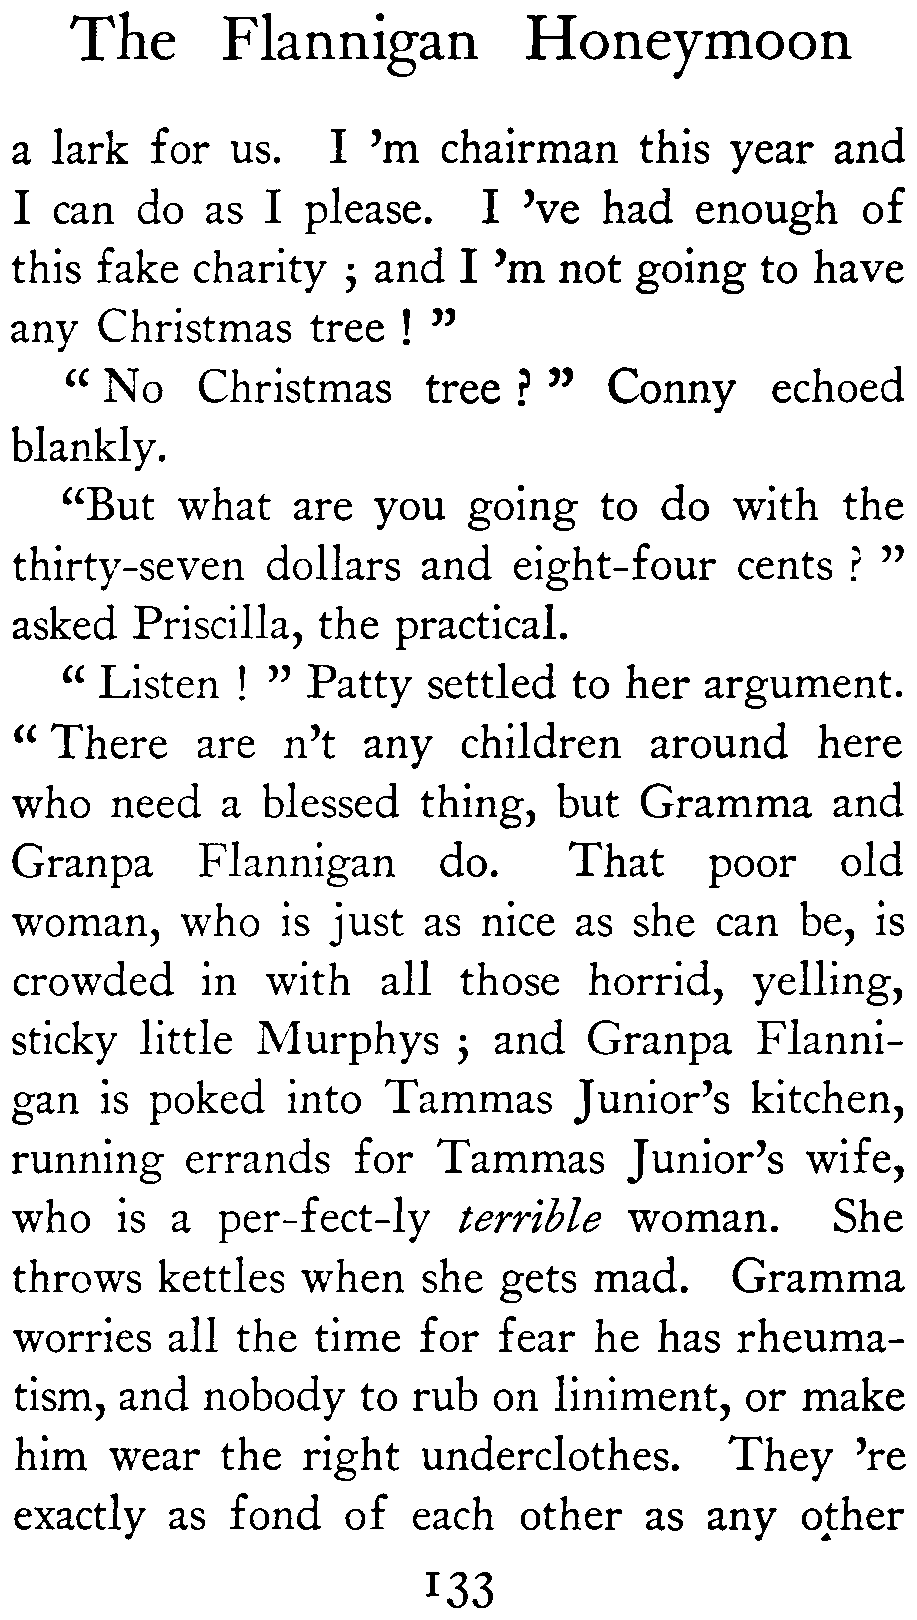 The Flannigan Honeymoon
a lark for us. I 'm chairman this year and
I can do as I please. I 've had enough of
this fake charity ; and I 'm not going to have
any Christmas tree ! ”
“ No Christmas tree ? ” Conny echoed
blankly.
“But what are you going to do with the
thirty-seven dollars and eight-four cents ? ”
asked Priscilla, the practical.
“ Listen ! ” Patty settled to her argument.
“ There are n't any children around here
who need a blessed thing, but Gramma and
Granpa Flannigan do. That poor old
woman, who is just as nice as she can be, is
crowded in with all those horrid, yelling,
sticky little Murphys ; and Granpa Flanni-
gan is poked into Tammas Junior's kitchen,
running errands for Tammas Junior's wife,
who is a per-fect-ly terrible woman. She
throws kettles when she gets mad. Gramma
worries all the time for fear he has rheuma-
tism, and nobody to rub on liniment, or make
him wear the right underclothes. They 're
exactly as fond of each other as any other
133